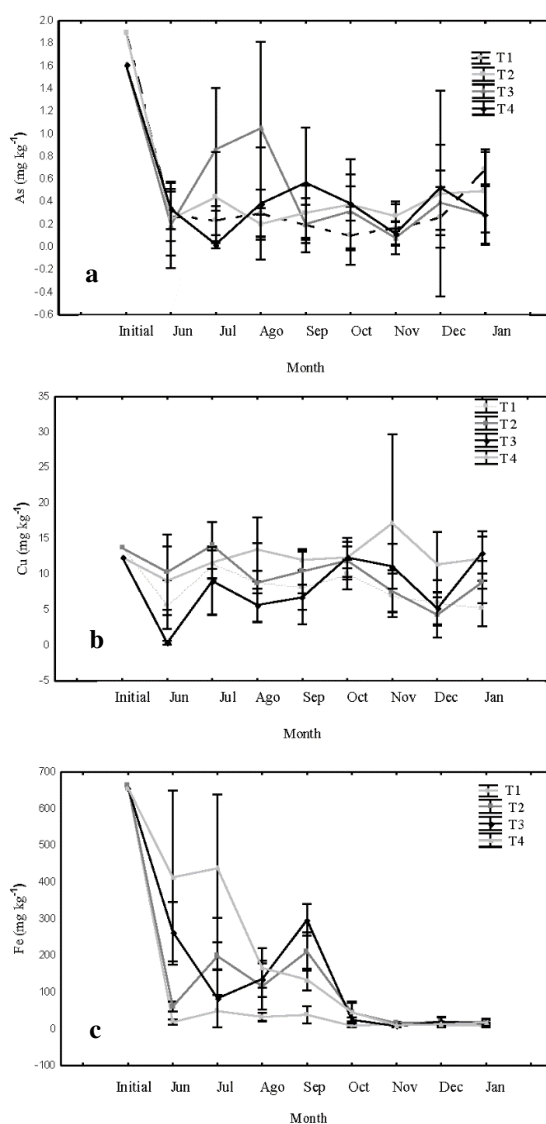 2.0
1.8
1.6
1.4
1.2
1.0
0.8
0.6
0.4
0.2
0.0
-0.2
-0.4
-0.6
As (mg kg-1)
T1
T2
T3
T4
a
Initial Jun Jul Ago Sep Oct Nov Dec Jan
Month
35
30
25
20
15
10
5
0
-5
Cu (mg kg-1)
T1
T2
T3
T4
b
Initial Jun Jul Ago Sep Oct Nov Dec Jan
Month
700
600
500
400
300
200
100
0
-100
Fe (mg kg-1)
T1
T2
T3
T4
c
Initial Jun Jul Ago Sep Oct Nov Dec Jan
Month